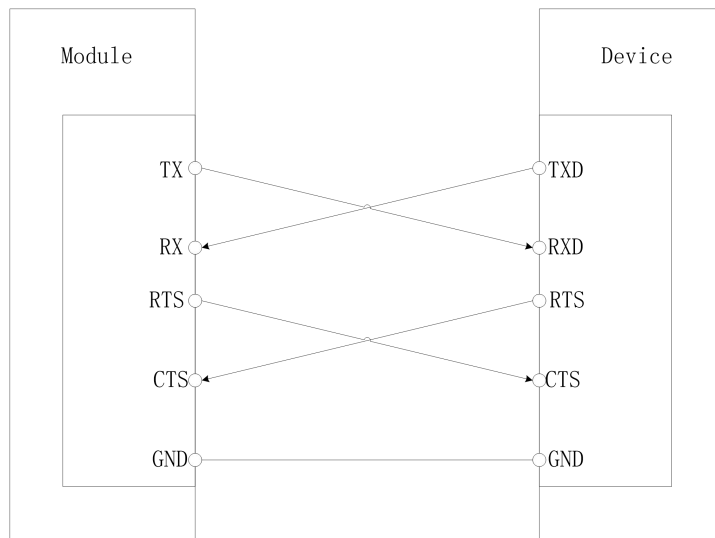 Module
Device
TX
TXD
RX
RXD
RTS
RTS
CTS
CTS
GND
GND